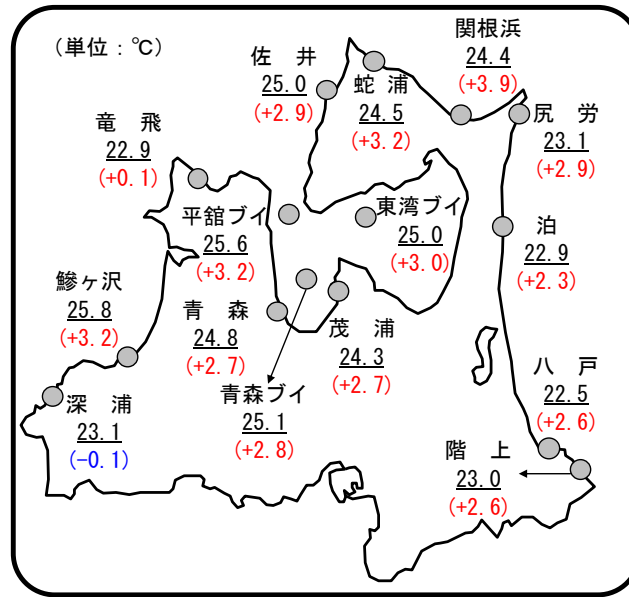 (単位：℃)
関根浜
24.4
(+3.9)
佐 井
25.0
(+2.9)
蛇 浦
24.5
(+3.2)
尻 労
23.1
(+2.9)
竜 飛
22.9
(+0.1)
平舘ブイ
25.6
(+3.2)
東湾ブイ
25.0
(+3.0)
泊
22.9
(+2.3)
鰺ヶ沢
25.8
(+3.2)
青 森
24.8
(+2.7)
茂 浦
24.3
(+2.7)
八 戸
22.5
(+2.6)
深 浦
23.1
(−0.1)
青森ブイ
25.1
(+2.8)
階 上
23.0
(+2.6)